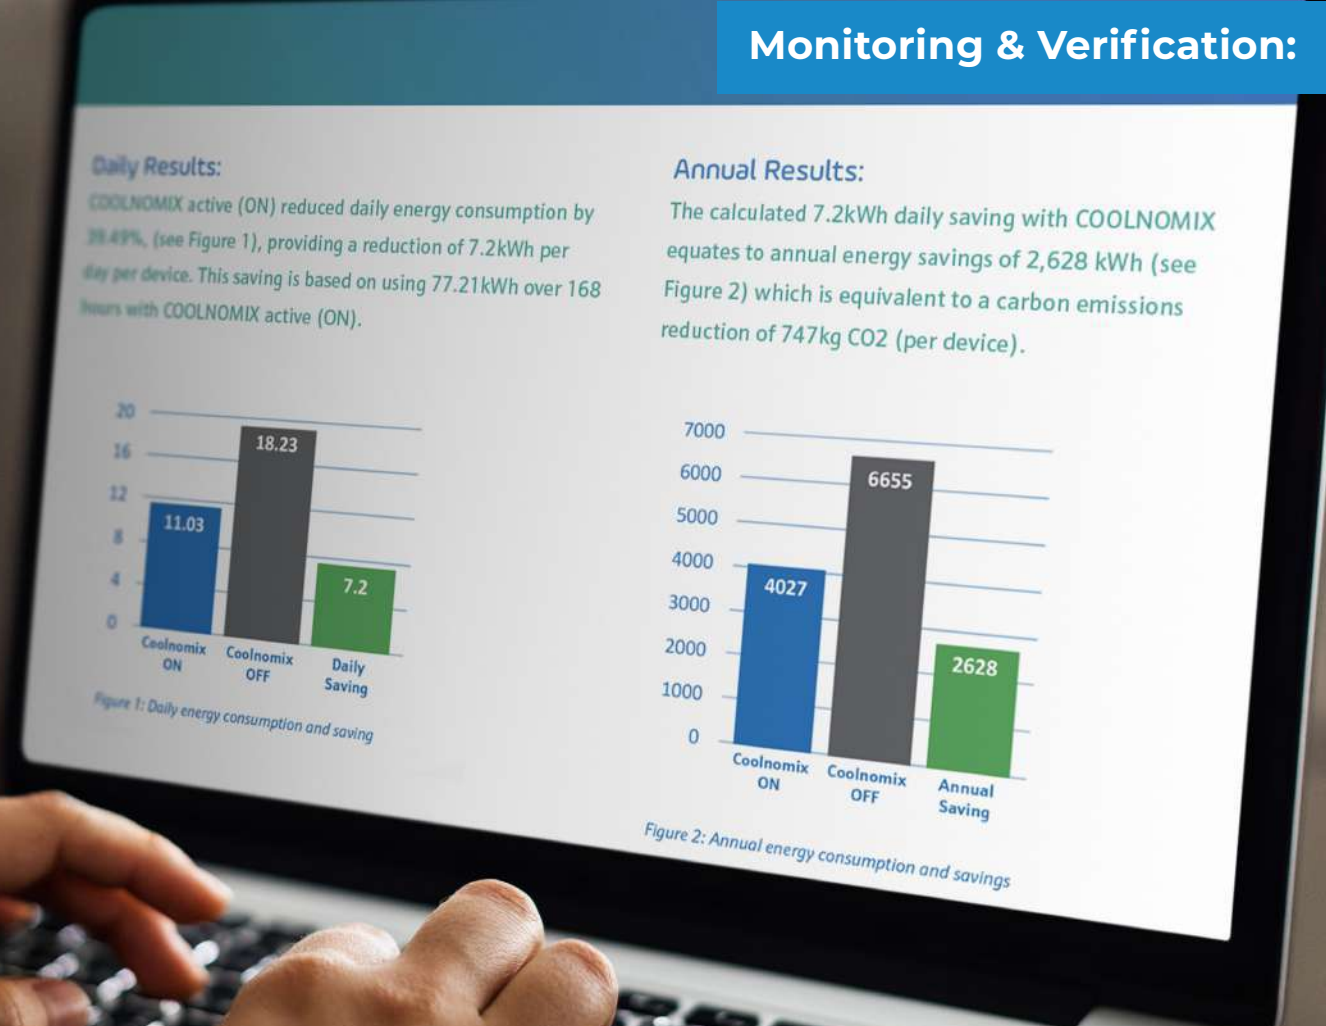 Monitoring & Verification:
Daily Results:
COOLNOMIX active (ON) reduced daily energy consumption by
39.49%, (see Figure 1), providing a reduction of 7.2kWh per
day per device. This saving is based on using 77.21kWh over 168
hours with COOLNOMIX active (ON).
20
16
12
8
4
0
11.03
18.23
7.2
Coolnomix
ON
Coolnomix
OFF
Daily
Saving
Figure 1: Daily energy consumption and saving
Annual Results:
The calculated 7.2kWh daily saving with COOLNOMIX
equates to annual energy savings of 2,628 kWh (see
Figure 2) which is equivalent to a carbon emissions
reduction of 747kg CO2 (per device).
7000
6000
5000
4000
3000
2000
1000
0
4027
6655
2628
Coolnomix
ON
Coolnomix
OFF
Annual
Saving
Figure 2: Annual energy consumption and savings